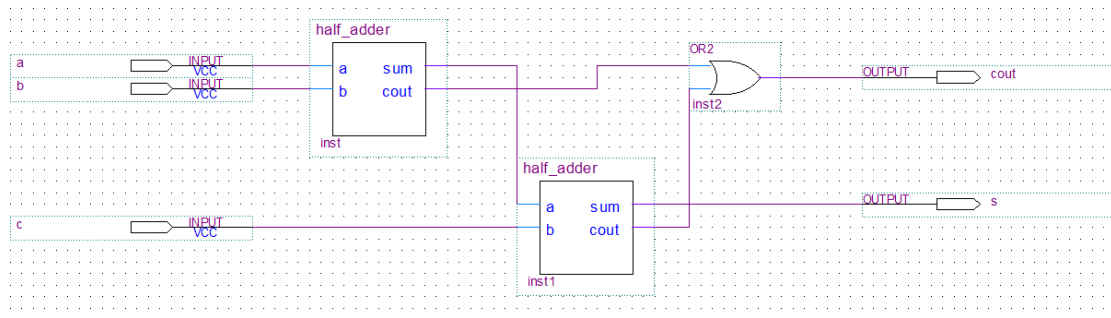 half_adder
a INPUT VCC
b INPUT VCC
a sum
b cout
inst
OR2
inst2
OUTPUT cout
half_adder
a sum
b cout
inst1
c INPUT VCC
OUTPUT s